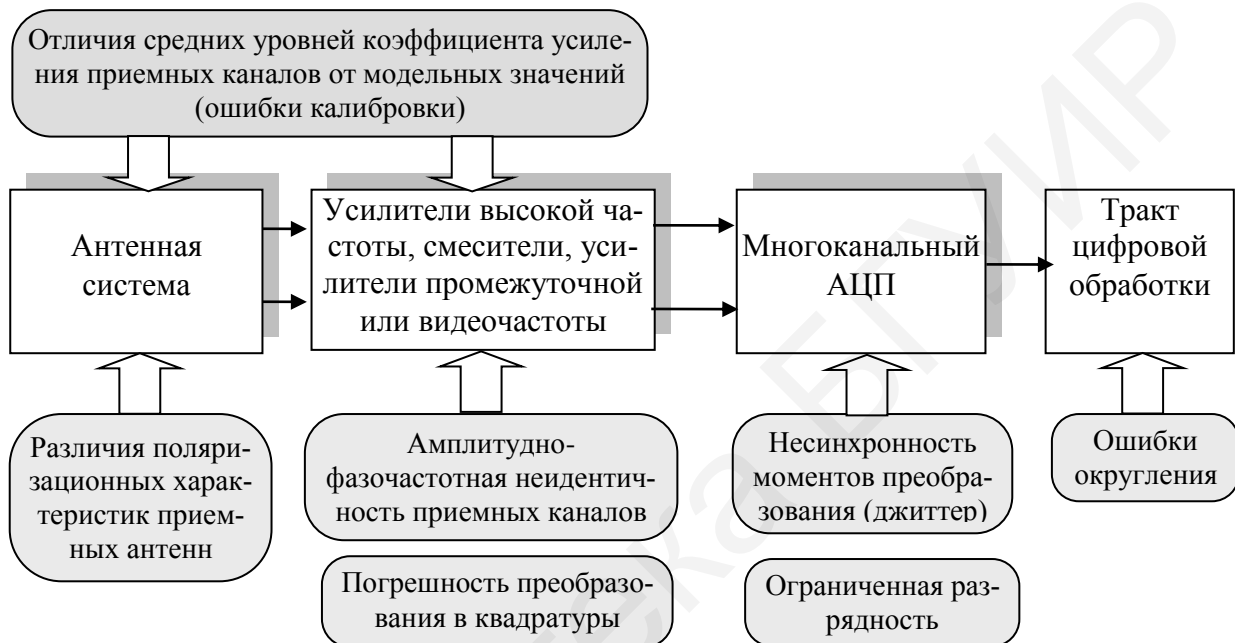 Отличия средних уровней коэффициента усиле-
ния приемных каналов от модельных значений
(ошибки калибровки)
Антенная
система
Усилители высокой ча-
стоты, смесители, уси-
лители промежуточной
или видеочастоты
Многоканальный
АЦП
Тракт
цифровой
обработки
Различия поляри-
зационных харак-
теристик прием-
ных антенн
Амплитудно-
фазочастотная неидентич-
ность приемных каналов
Несинхронность
моментов преобра-
зования (джиттер)
Ошибки
округления
Погрешность преобразо-
вания в квадратуры
Ограниченная раз-
рядность
ека БГУИР